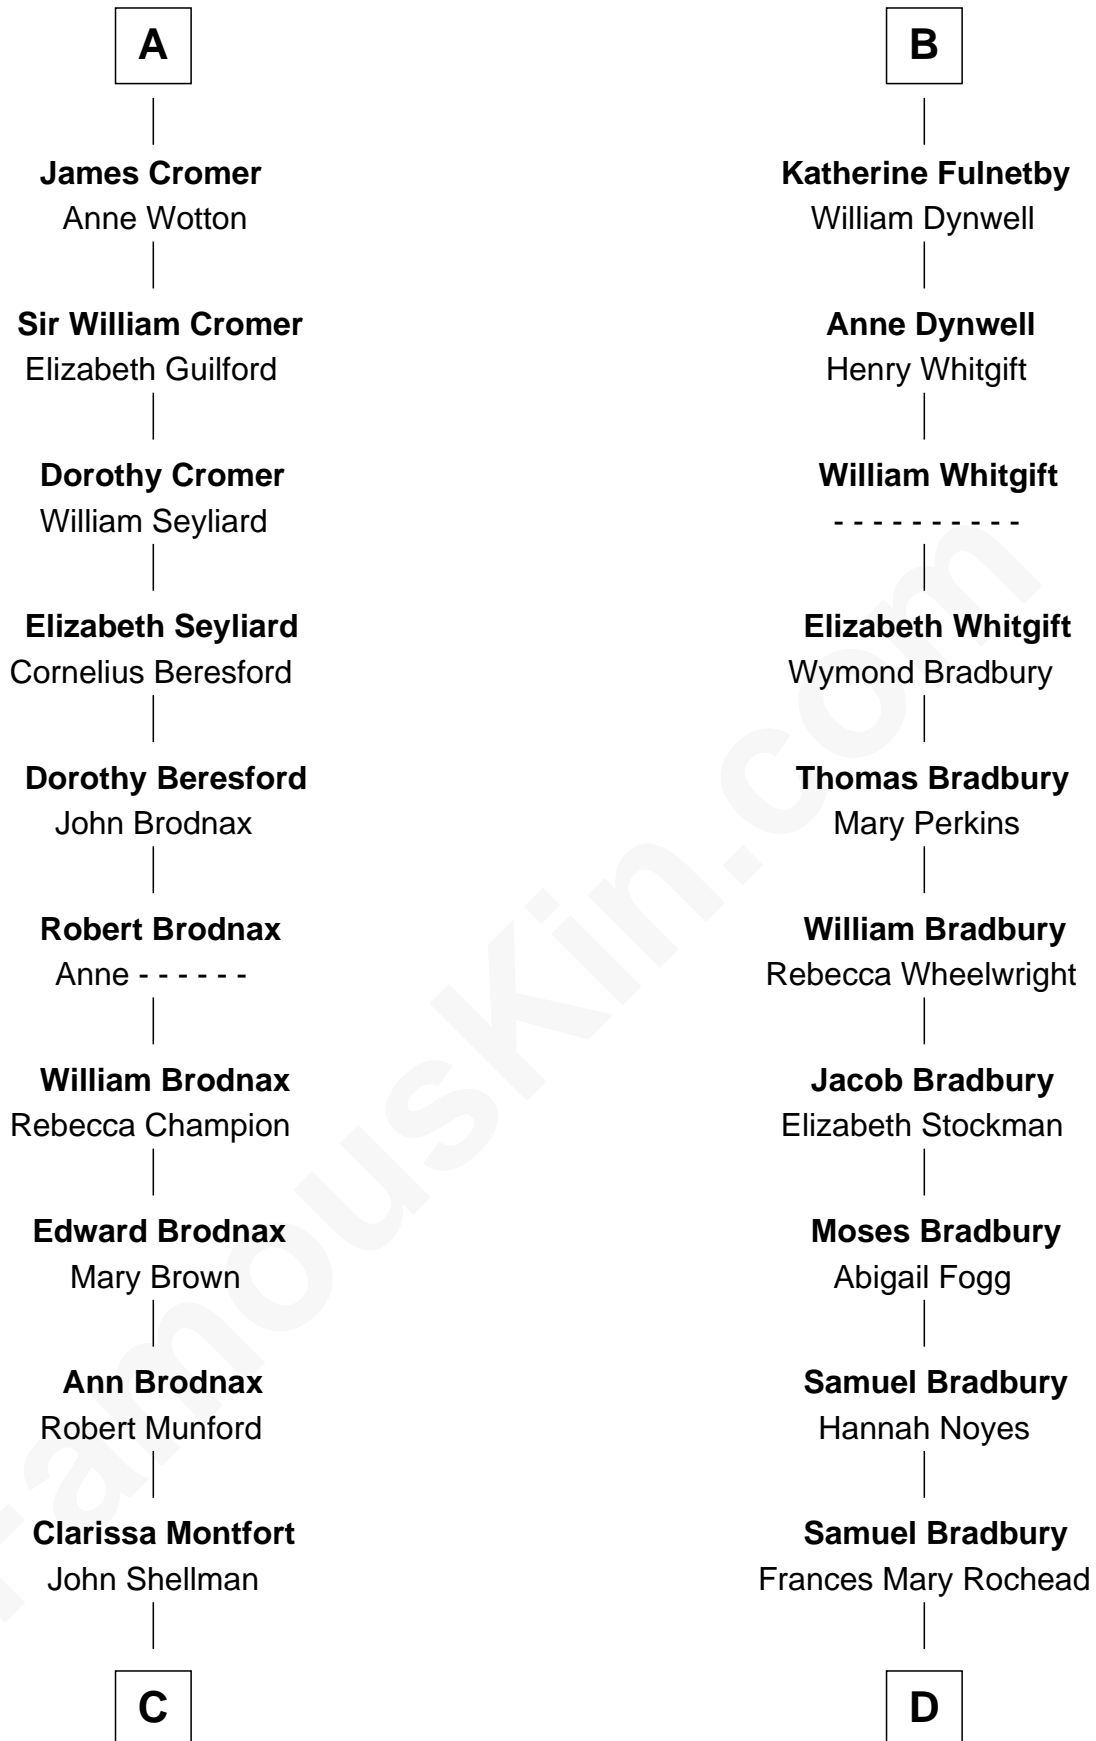 A
James Cromer
Anne Wotton
Sir William Cromer
Elizabeth Guilford
Dorothy Cromer
William Seyliard
Elizabeth Seyliard
Cornelius Beresford
Dorothy Beresford
John Brodnax
Robert Brodnax
Anne - - - - - -
William Brodnax
Rebecca Champion
Edward Brodnax
Mary Brown
Ann Brodnax
Robert Munford
Clarissa Montfort
John Shellman
C
B
Katherine Fulnetby
William Dynwell
Anne Dynwell
Henry Whitgift
William Whitgift
- - - - - - - - - -
Elizabeth Whitgift
Wymond Bradbury
Thomas Bradbury
Mary Perkins
William Bradbury
Rebecca Wheelwright
Jacob Bradbury
Elizabeth Stockman
Moses Bradbury
Abigail Fogg
Samuel Bradbury
Hannah Noyes
Samuel Bradbury
Frances Mary Rochead
D
FamousKin.com